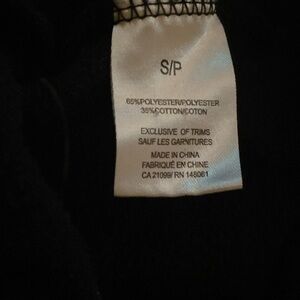 S/P
65%POLYESTER/POLYESTER
35%COTTON/COTON
EXCLUSIVE OF TRIMS
SAUF LES GARNITURES
MADE IN CHINA
FABRIQUÉ EN CHINE
CA 21099/ RN 148061